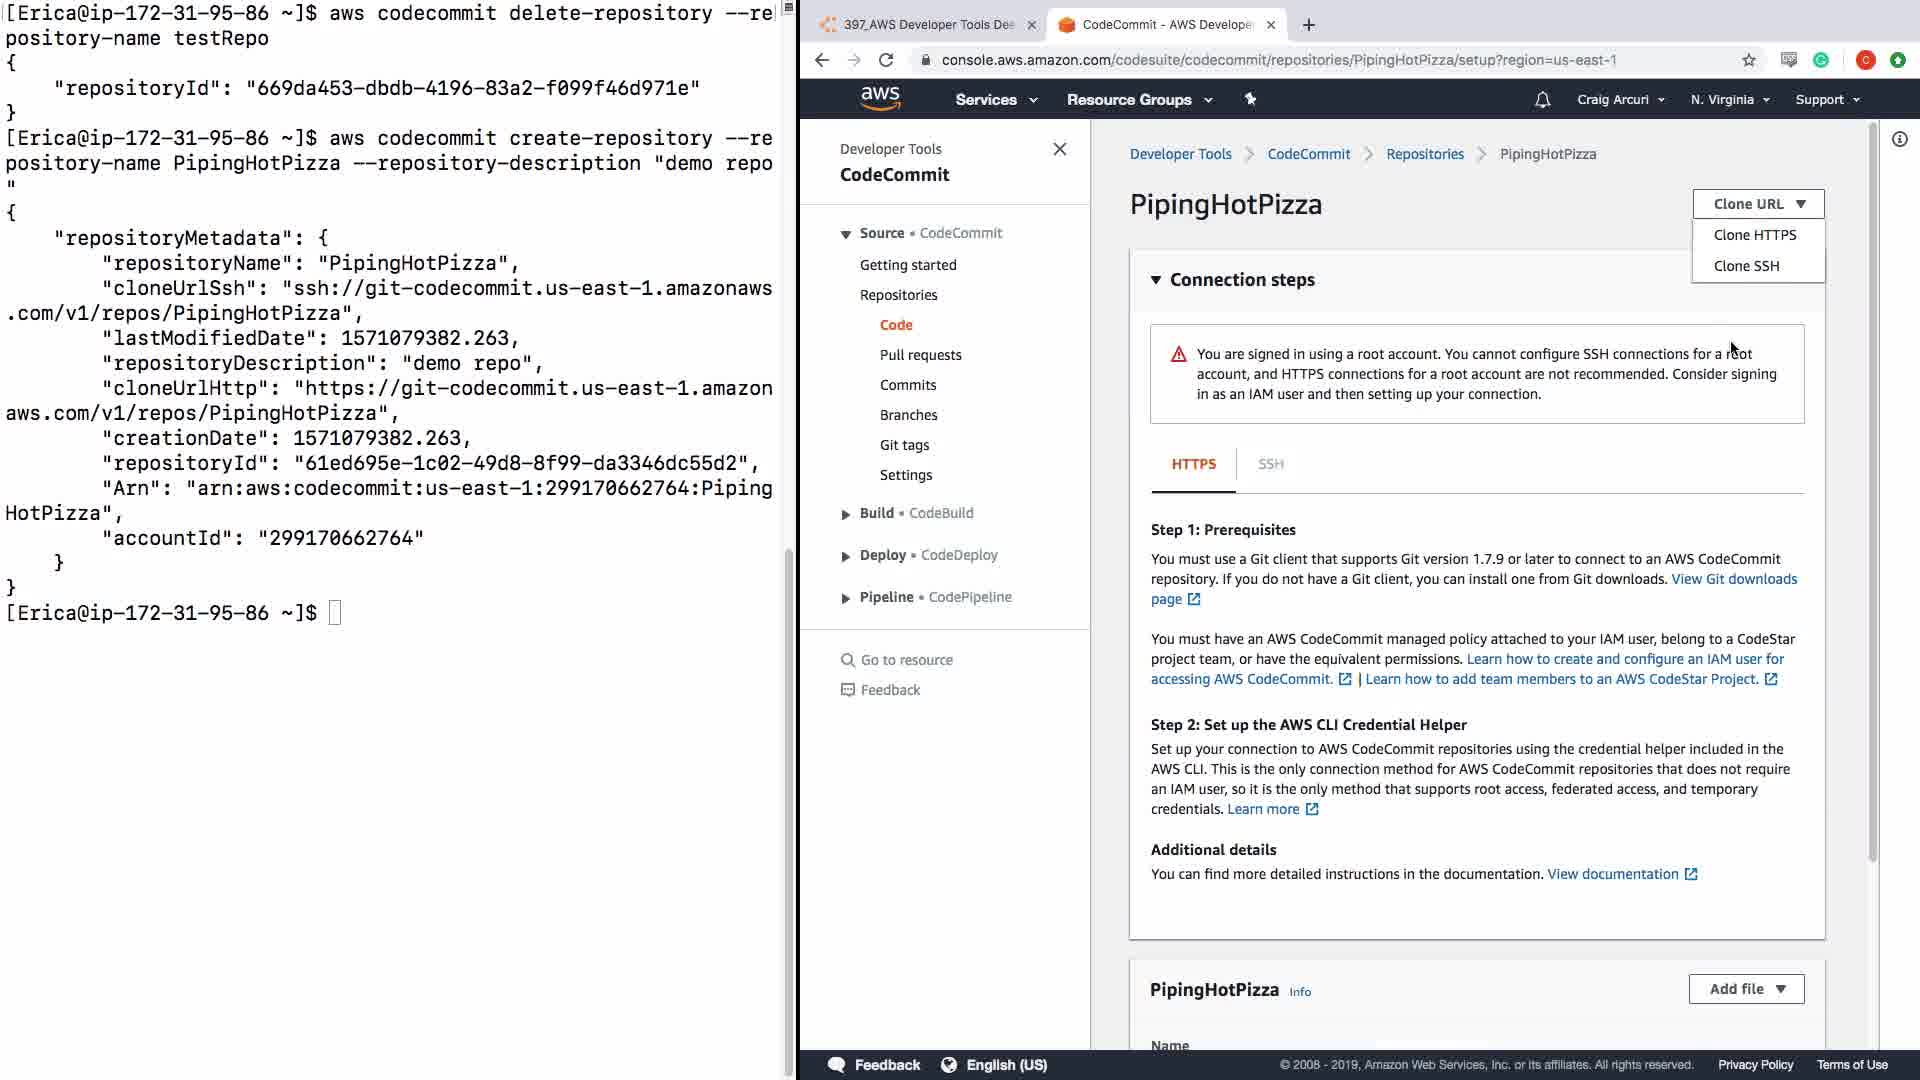 [Erica@ip-172-31-95-86 ~]$ aws codecommit delete-repository --re
pository-name testRepo
{
    "repositoryId": "669da453-dbdb-4196-83a2-f099f46d971e"
}
[Erica@ip-172-31-95-86 ~]$ aws codecommit create-repository --re
pository-name PipingHotPizza --repository-description "demo repo
"
{
    "repositoryMetadata": {
        "repositoryName": "PipingHotPizza",
        "cloneUrlSsh": "ssh://git-codecommit.us-east-1.amazonaws
.com/v1/repos/PipingHotPizza",
        "lastModifiedDate": 1571079382.263,
        "repositoryDescription": "demo repo",
        "cloneUrlHttp": "https://git-codecommit.us-east-1.amazon
aws.com/v1/repos/PipingHotPizza",
        "creationDate": 1571079382.263,
        "repositoryId": "61ed695e-1c02-49d8-8f99-da3346dc55d2",
        "Arn": "arn:aws:codecommit:us-east-1:299170662764:Piping
HotPizza",
        "accountId": "299170662764"
    }
}
[Erica@ip-172-31-95-86 ~]$
397_AWS Developer Tools Dee
CodeCommit - AWS Develope
console.aws.amazon.com/codesuite/codecommit/repositories/PipingHotPizza/setup?region=us-east-1
C
aws
Services
Resource Groups
Craig Arcuri
N. Virginia
Support
Developer Tools
CodeCommit
Source • CodeCommit
Getting started
Repositories
Code
Pull requests
Commits
Branches
Git tags
Settings
Build • CodeBuild
Deploy • CodeDeploy
Pipeline • CodePipeline
Go to resource
Feedback
Developer Tools
CodeCommit
Repositories
PipingHotPizza
PipingHotPizza
Clone URL
Clone HTTPS
Clone SSH
Connection steps
You are signed in using a root account. You cannot configure SSH connections for a root
account, and HTTPS connections for a root account are not recommended. Consider signing
in as an IAM user and then setting up your connection.
HTTPS
SSH
Step 1: Prerequisites
You must use a Git client that supports Git version 1.7.9 or later to connect to an AWS CodeCommit
repository. If you do not have a Git client, you can install one from Git downloads. View Git downloads
page
You must have an AWS CodeCommit managed policy attached to your IAM user, belong to a CodeStar
project team, or have the equivalent permissions. Learn how to create and configure an IAM user for
accessing AWS CodeCommit. | Learn how to add team members to an AWS CodeStar Project.
Step 2: Set up the AWS CLI Credential Helper
Set up your connection to AWS CodeCommit repositories using the credential helper included in the
AWS CLI. This is the only connection method for AWS CodeCommit repositories that does not require
an IAM user, so it is the only method that supports root access, federated access, and temporary
credentials. Learn more
Additional details
You can find more detailed instructions in the documentation. View documentation
PipingHotPizza Info
Add file
Name
Feedback
English (US)
© 2008 - 2019, Amazon Web Services, Inc. or its affiliates. All rights reserved.
Privacy Policy
Terms of Use